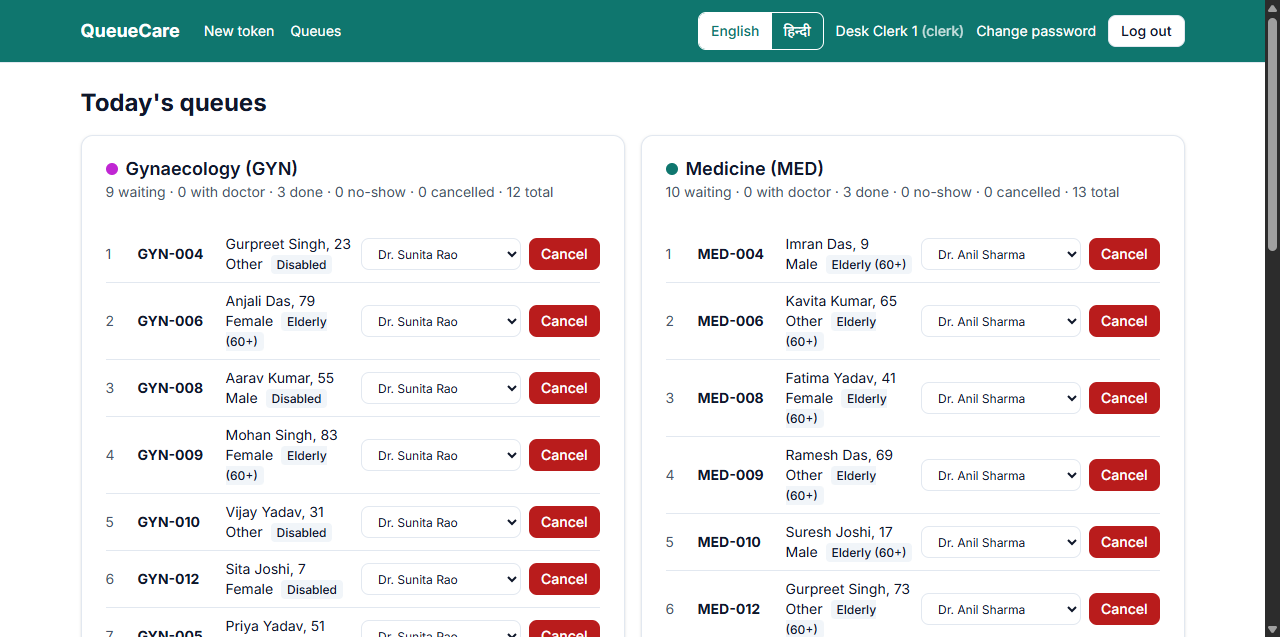 QueueCare New token Queues English हिन्दी Desk Clerk 1 (clerk) Change password Log out
Today's queues
Gynaecology (GYN)
9 waiting · 0 with doctor · 3 done · 0 no-show · 0 cancelled · 12 total
1 GYN-004 Gurpreet Singh, 23 Dr. Sunita Rao Cancel
Other Disabled
2 GYN-006 Anjali Das, 79 Dr. Sunita Rao Cancel
Female Elderly
(60+)
3 GYN-008 Aarav Kumar, 55 Dr. Sunita Rao Cancel
Male Disabled
4 GYN-009 Mohan Singh, 83 Dr. Sunita Rao Cancel
Female Elderly
(60+)
5 GYN-010 Vijay Yadav, 31 Dr. Sunita Rao Cancel
Other Disabled
6 GYN-012 Sita Joshi, 7 Dr. Sunita Rao Cancel
Female Disabled
7 GYN-005 Priya Yadav, 51 Dr. Sunita Rao Cancel
Medicine (MED)
10 waiting · 0 with doctor · 3 done · 0 no-show · 0 cancelled · 13 total
1 MED-004 Imran Das, 9 Dr. Anil Sharma Cancel
Male Elderly (60+)
2 MED-006 Kavita Kumar, 65 Dr. Anil Sharma Cancel
Other Elderly
(60+)
3 MED-008 Fatima Yadav, 41 Dr. Anil Sharma Cancel
Female Elderly
(60+)
4 MED-009 Ramesh Das, 69 Dr. Anil Sharma Cancel
Other Elderly
(60+)
5 MED-010 Suresh Joshi, 17 Dr. Anil Sharma Cancel
Male Elderly (60+)
6 MED-012 Gurpreet Singh, 73 Dr. Anil Sharma Cancel
Other Elderly
(60+)